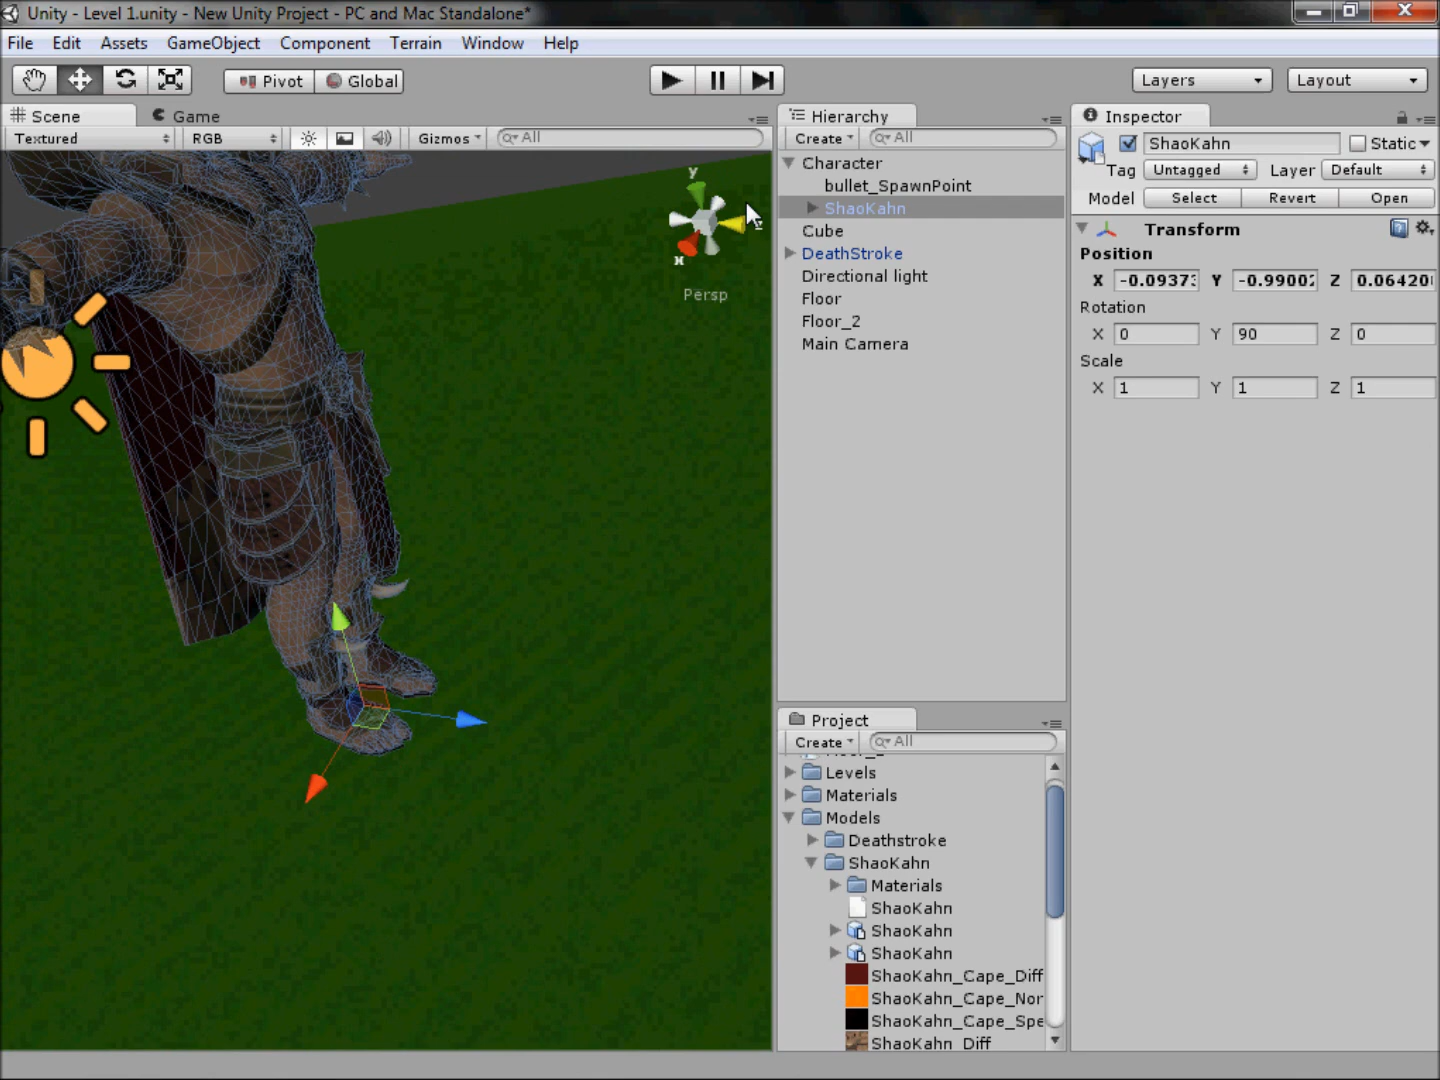 Unity - Level 1.unity - New Unity Project - PC and Mac Standalone*
File Edit Assets GameObject Component Terrain Window Help
Pivot Global Layers Layout
Scene Game
Textured RGB Gizmos All
y
x
z
Persp
Hierarchy
Create All
Character
bullet_SpawnPoint
ShaoKahn
Cube
DeathStroke
Directional light
Floor
Floor_2
Main Camera
Project
Create All
Levels
Materials
Models
Deathstroke
ShaoKahn
Materials
ShaoKahn
ShaoKahn
ShaoKahn
ShaoKahn_Cape_Diff
ShaoKahn_Cape_Nor
ShaoKahn_Cape_Spe
ShaoKahn_Diff
Inspector
ShaoKahn Static
Tag Untagged Layer Default
Model Select Revert Open
Transform
Position
X -0.0937 Y -0.9900 Z 0.06420
Rotation
X 0 Y 90 Z 0
Scale
X 1 Y 1 Z 1